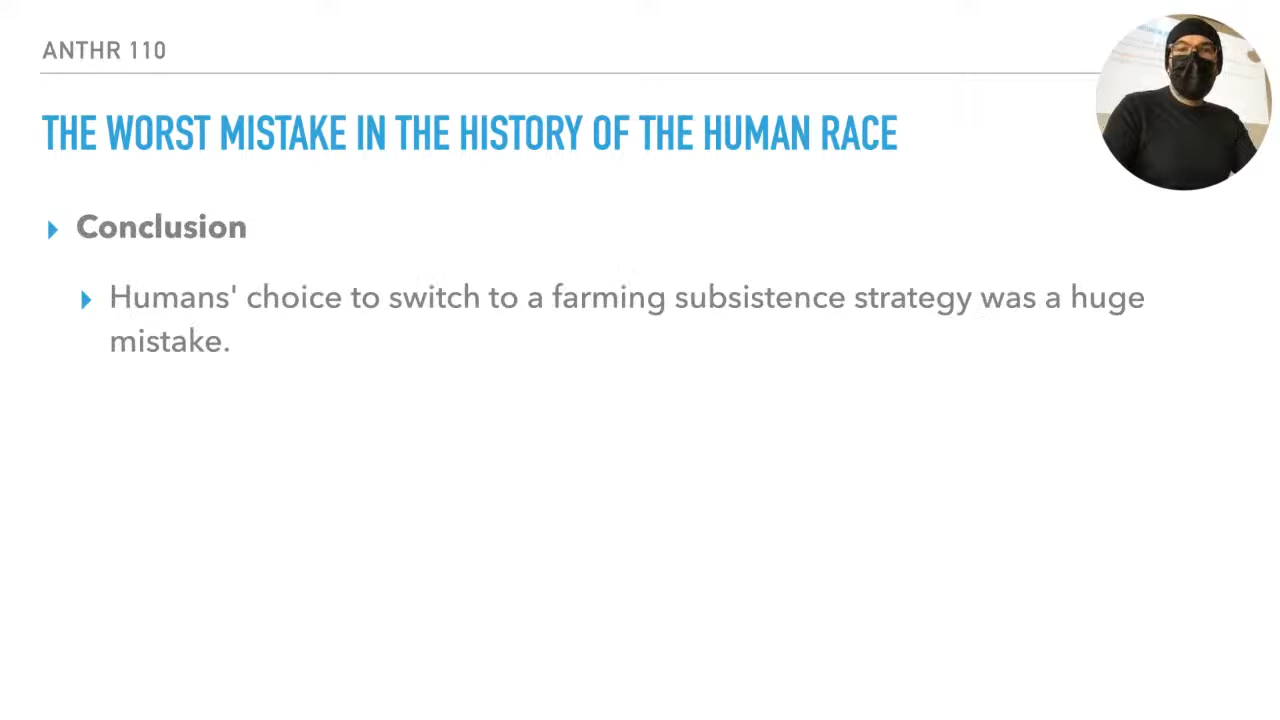 ANTHR 110
THE WORST MISTAKE IN THE HISTORY OF THE HUMAN RACE
Conclusion
Humans' choice to switch to a farming subsistence strategy was a huge
mistake.